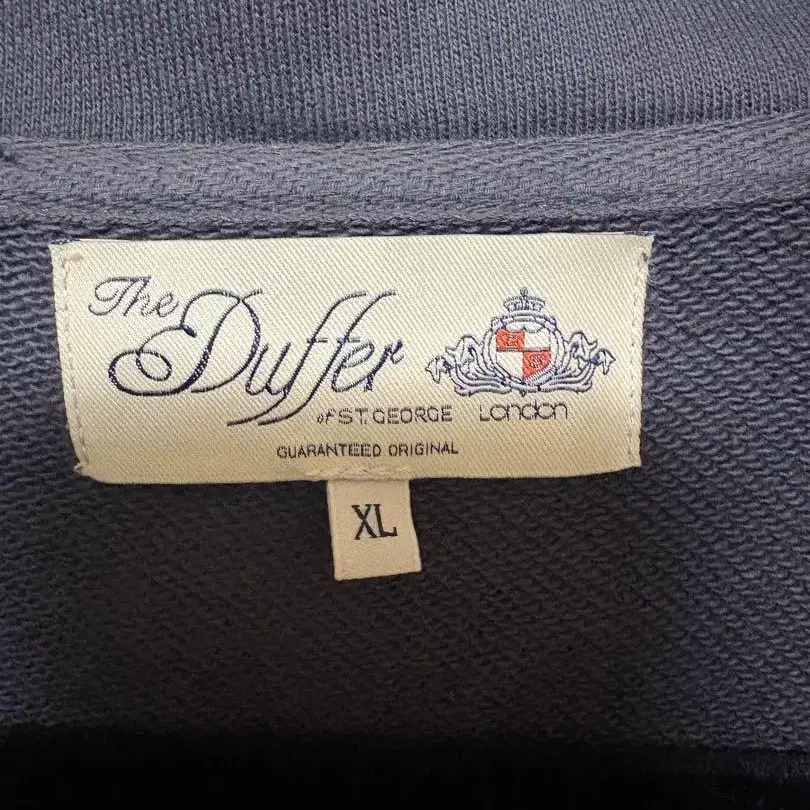 The
Duffer
of ST. GEORGE London
GUARANTEED ORIGINAL
XL